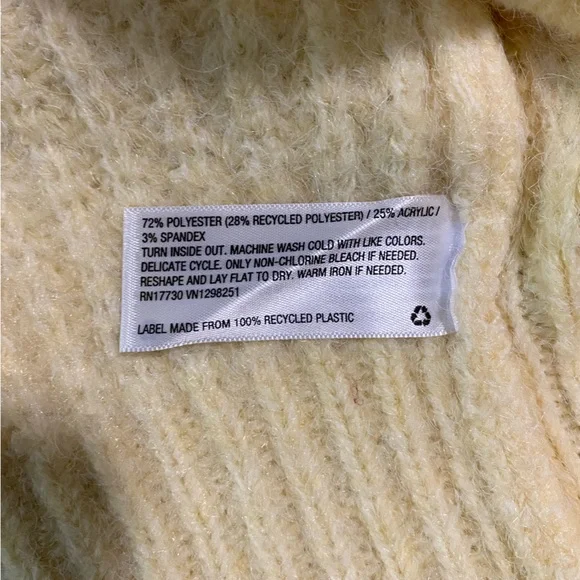 72% POLYESTER (28% RECYCLED POLYESTER) / 25% ACRYLIC /
3% SPANDEX
TURN INSIDE OUT. MACHINE WASH COLD WITH LIKE COLORS.
DELICATE CYCLE. ONLY NON-CHLORINE BLEACH IF NEEDED.
RESHAPE AND LAY FLAT TO DRY. WARM IRON IF NEEDED.
RN17730 VN1298251
LABEL MADE FROM 100% RECYCLED PLASTIC